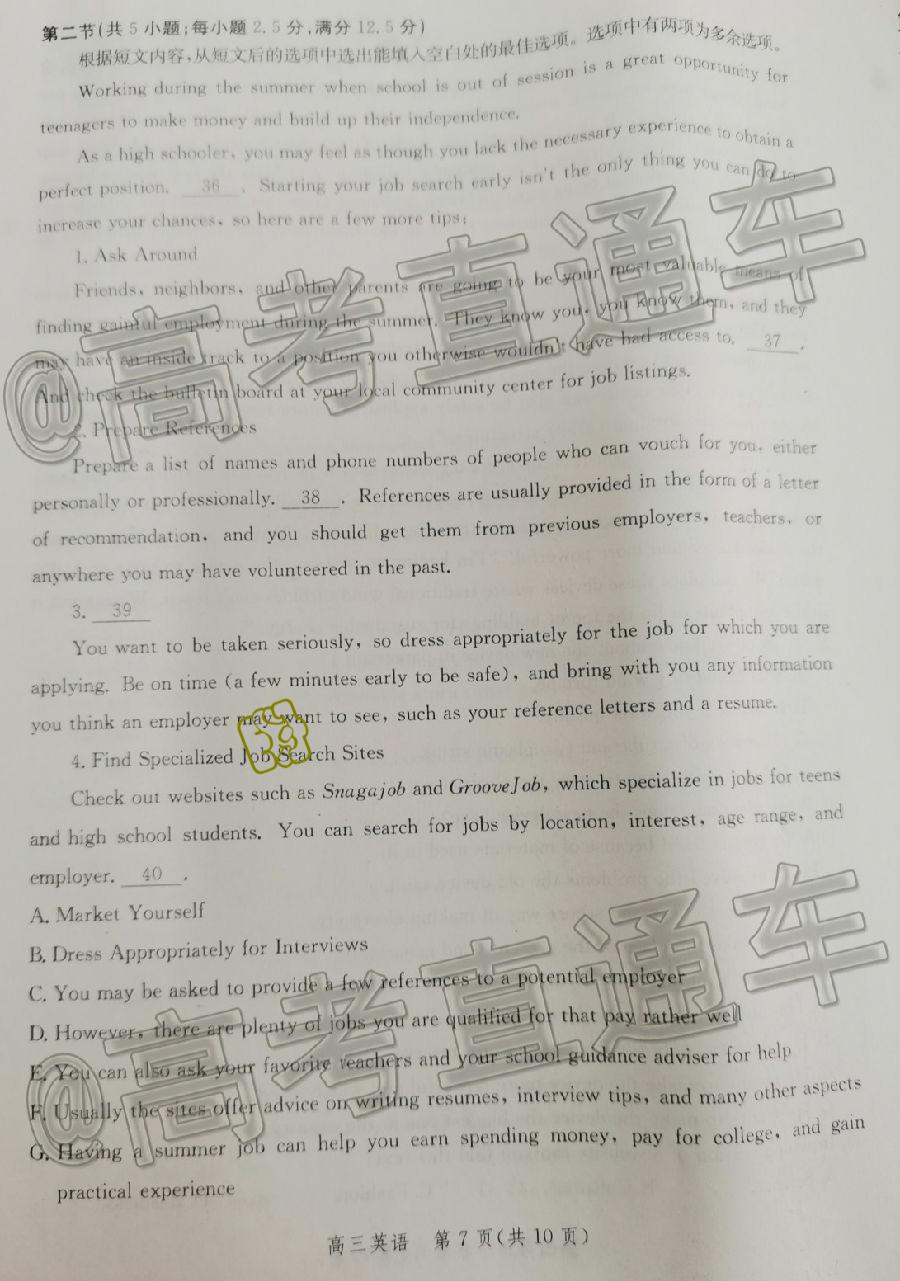 第二节(共 5 小题;每小题 2.5 分,满分 12.5 分)
根据短文内容,从短文后的选项中选出能填入空白处的最佳选项。选项中有两项为多余选项。
Working during the summer when school is out of session is a great opportunity for
teenagers to make money and build up their independence.
As a high schooler, you may feel as though you lack the necessary experience to obtain a
perfect position. 36 . Starting your job search early isn't the only thing you can do to
increase your chances, so here are a few more tips:
1. Ask Around
Friends, neighbors, and other parents are going to be your most valuable means of
finding gainful employment during the summer. They know you, you know them, and they
may have an inside track to a position you otherwise wouldn't have had access to. 37 .
And check the bulletin board at your local community center for job listings.
2. Prepare References
Prepare a list of names and phone numbers of people who can vouch for you, either
personally or professionally. 38 . References are usually provided in the form of a letter
of recommendation, and you should get them from previous employers, teachers, or
anywhere you may have volunteered in the past.
3. 39
You want to be taken seriously, so dress appropriately for the job for which you are
applying. Be on time (a few minutes early to be safe), and bring with you any information
you think an employer may want to see, such as your reference letters and a resume.
4. Find Specialized Job Search Sites
Check out websites such as Snagajob and GrooveJob, which specialize in jobs for teens
and high school students. You can search for jobs by location, interest, age range, and
employer. 40 .
A. Market Yourself
B. Dress Appropriately for Interviews
C. You may be asked to provide a few references to a potential employer
D. However, there are plenty of jobs you are qualified for that pay rather well
E. You can also ask your favorite teachers and your school guidance adviser for help
F. Usually the sites offer advice on writing resumes, interview tips, and many other aspects
G. Having a summer job can help you earn spending money, pay for college, and gain
practical experience
高三英语 第 7 页(共 10 页)
@高考直通车
@高考直通车